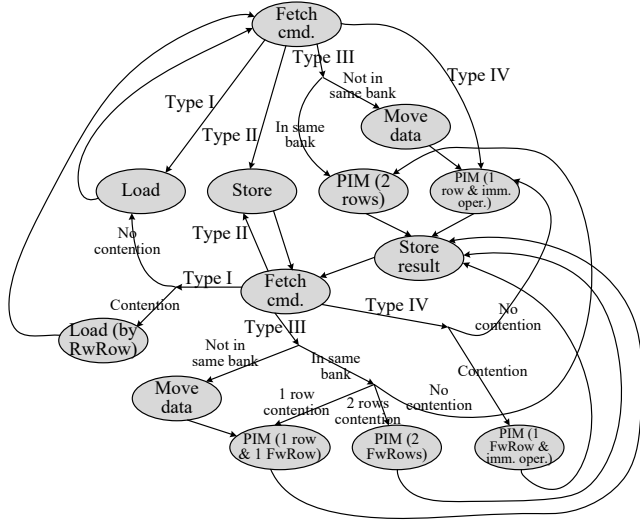 Fetch
cmd.
Type III
Type IV
Not in
same bank
Type I
Move
data
Type II
In same
bank
Load
Store
PIM (2
rows)
PIM (1
row & imm.
oper.)
No
contention
Type II
Store
result
Type I
Fetch
cmd.
Type IV
No
contention
Contention
Load (by
RwRow)
Type III
Not in
same bank
In same
bank
Contention
Move
data
1 row
contention
2 rows
contention
No
contention
PIM (1 row
& 1 FwRow)
PIM (2
FwRows)
PIM (1
FwRow &
imm. oper.)